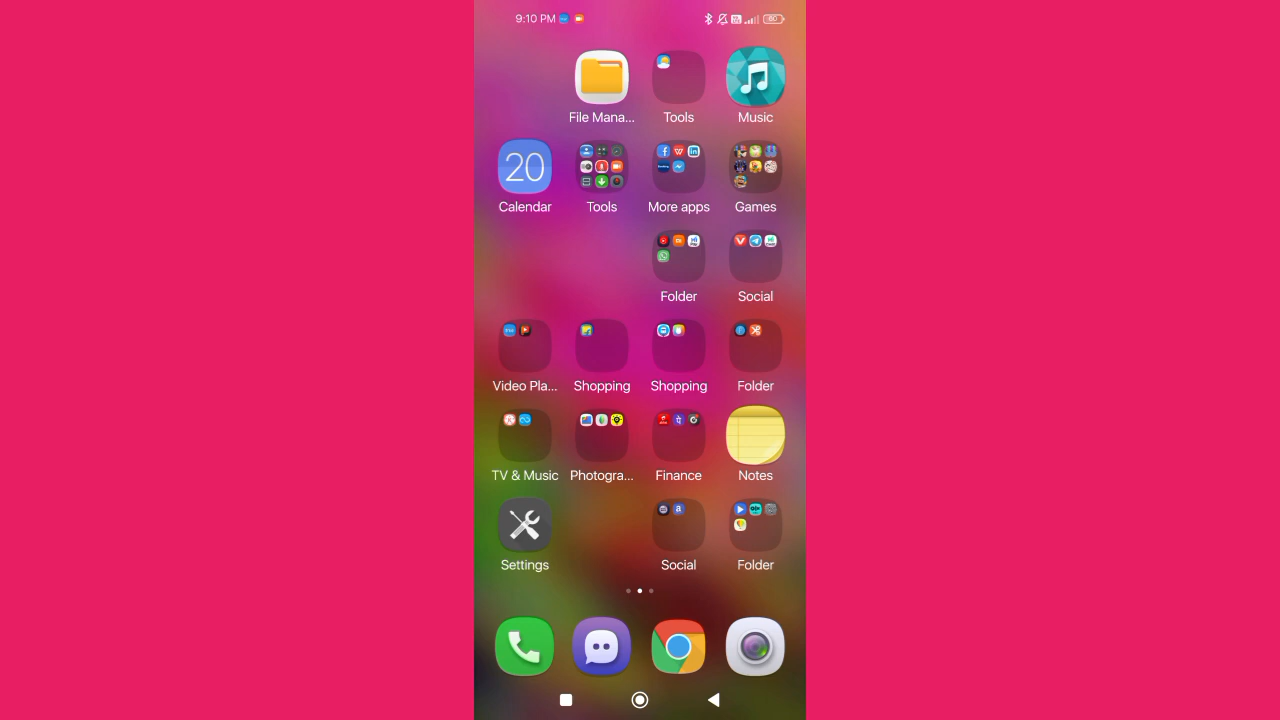 9:10 PM
60
File Mana...
Tools
Music
20
Calendar
Tools
More apps
Games
Folder
Social
Video Pla...
Shopping
Shopping
Folder
TV & Music
Photogra...
Finance
Notes
Settings
Social
Folder